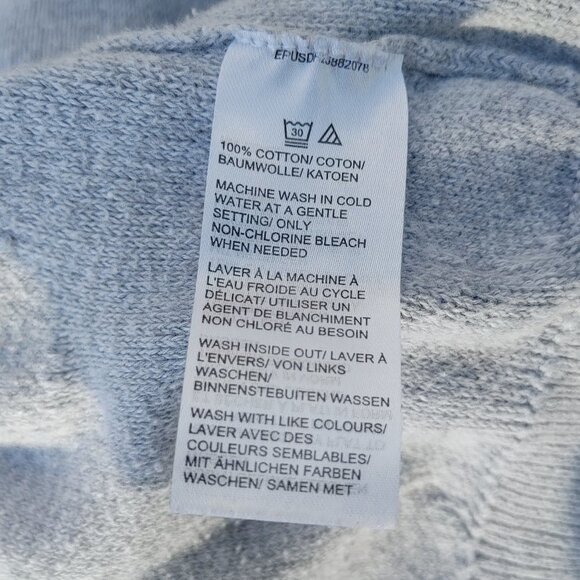 30
100% COTTON/ COTON/
BAUMWOLLE/ KATOEN
MACHINE WASH IN COLD
WATER AT A GENTLE
SETTING/ ONLY
NON-CHLORINE BLEACH
WHEN NEEDED
LAVER À LA MACHINE À
L'EAU FROIDE AU CYCLE
DÉLICAT/ UTILISER UN
AGENT DE BLANCHIMENT
NON CHLORÉ AU BESOIN
WASH INSIDE OUT/ LAVER À
L'ENVERS/ VON LINKS
WASCHEN/
BINNENSTEBUITEN WASSEN
WASH WITH LIKE COLOURS/
LAVER AVEC DES
COULEURS SEMBLABLES/
MIT ÄHNLICHEN FARBEN
WASCHEN/ SAMEN MET